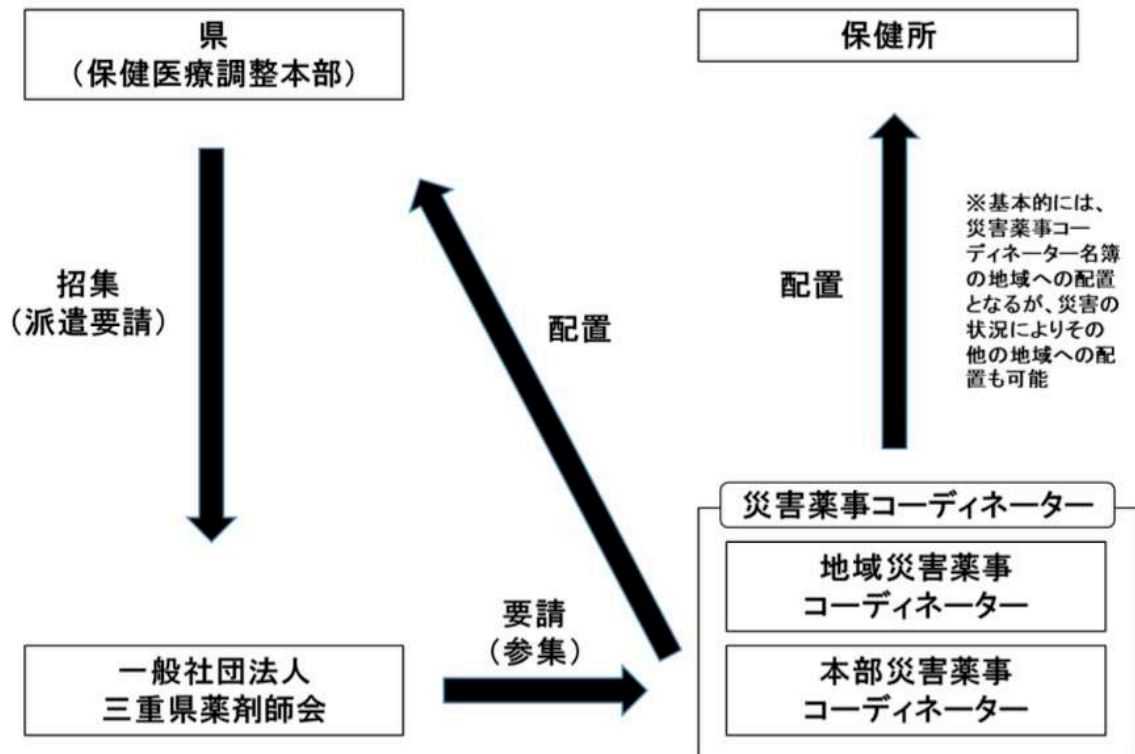 県
（保健医療調整本部）
保健所
招集
（派遣要請）
配置
配置
※基本的には、
災害薬事コー
ディネーター名簿
の地域への配置
となるが、災害の
状況によりその
他の地域への配
置も可能
災害薬事コーディネーター
地域災害薬事
コーディネーター
本部災害薬事
コーディネーター
要請
（参集）
一般社団法人
三重県薬剤師会